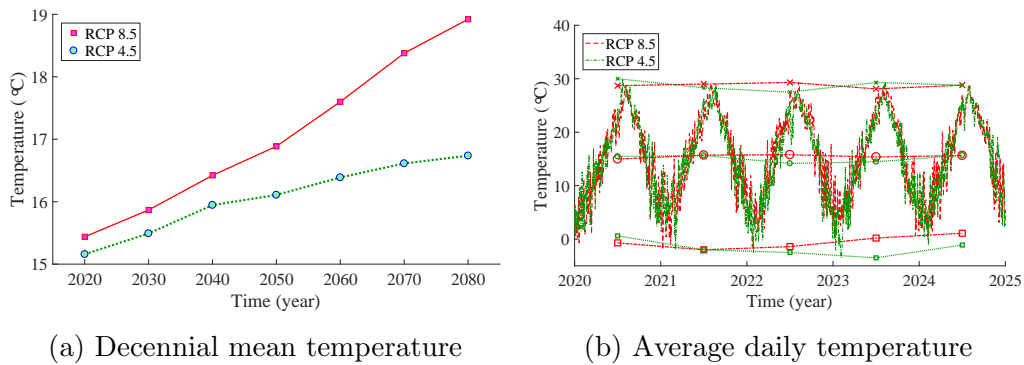 19
18
17
16
15
Temperature (℃)
RCP 8.5
RCP 4.5
2020 2030 2040 2050 2060 2070 2080
Time (year)
(a) Decennial mean temperature
40
30
20
10
0
Temperature (℃)
RCP 8.5
RCP 4.5
2020 2021 2022 2023 2024 2025
Time (year)
(b) Average daily temperature